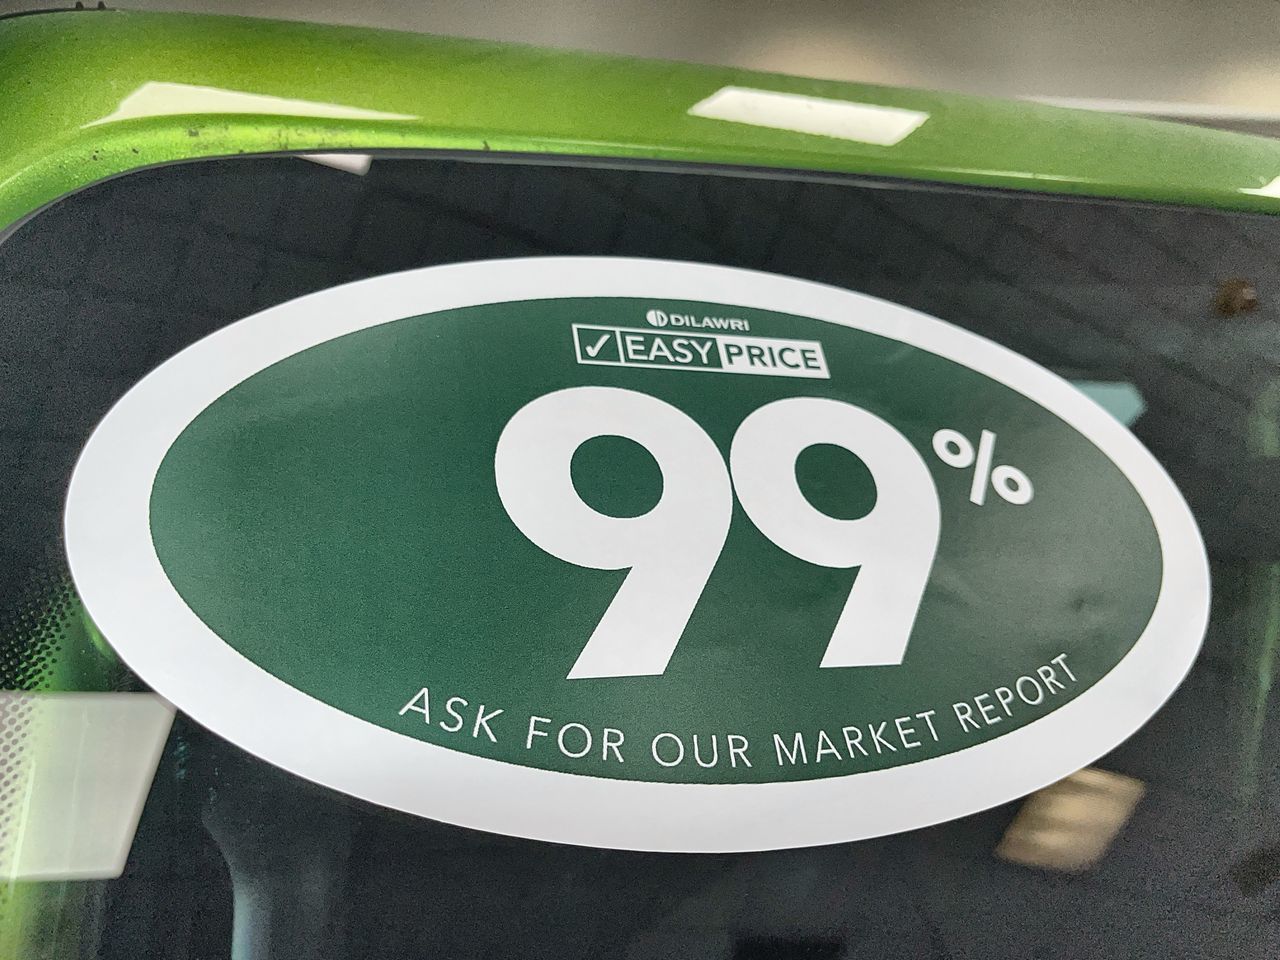 DILAWRI
✓ EASY PRICE
99%
ASK FOR OUR MARKET REPORT